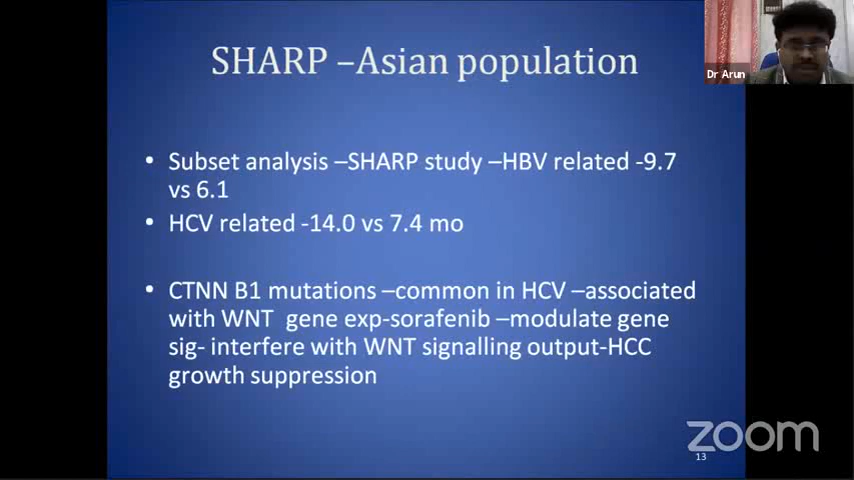 SHARP –Asian population
Dr Arun
• Subset analysis –SHARP study –HBV related -9.7
vs 6.1
• HCV related -14.0 vs 7.4 mo
• CTNN B1 mutations –common in HCV –associated
with WNT  gene exp-sorafenib –modulate gene
sig- interfere with WNT signalling output-HCC
growth suppression
zoom
13